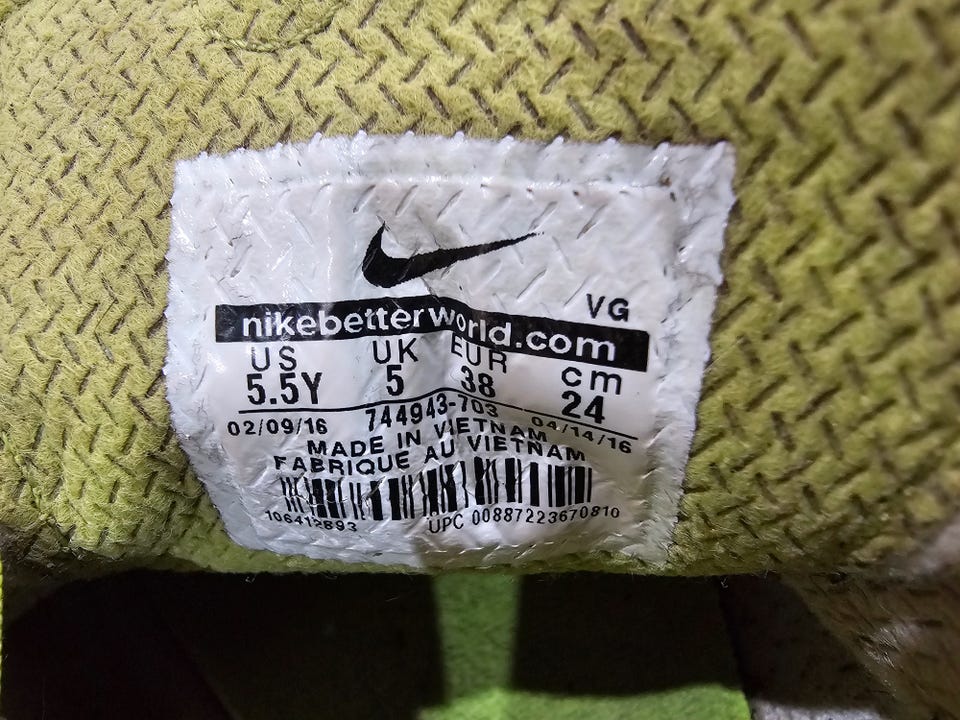 VG
nikebetterworld.com
US UK EUR cm
5.5Y 5 38 24
02/09/16 744943-703 04/14/16
MADE IN VIETNAM
FABRIQUE AU VIETNAM
106412893 UPC 00887223670810